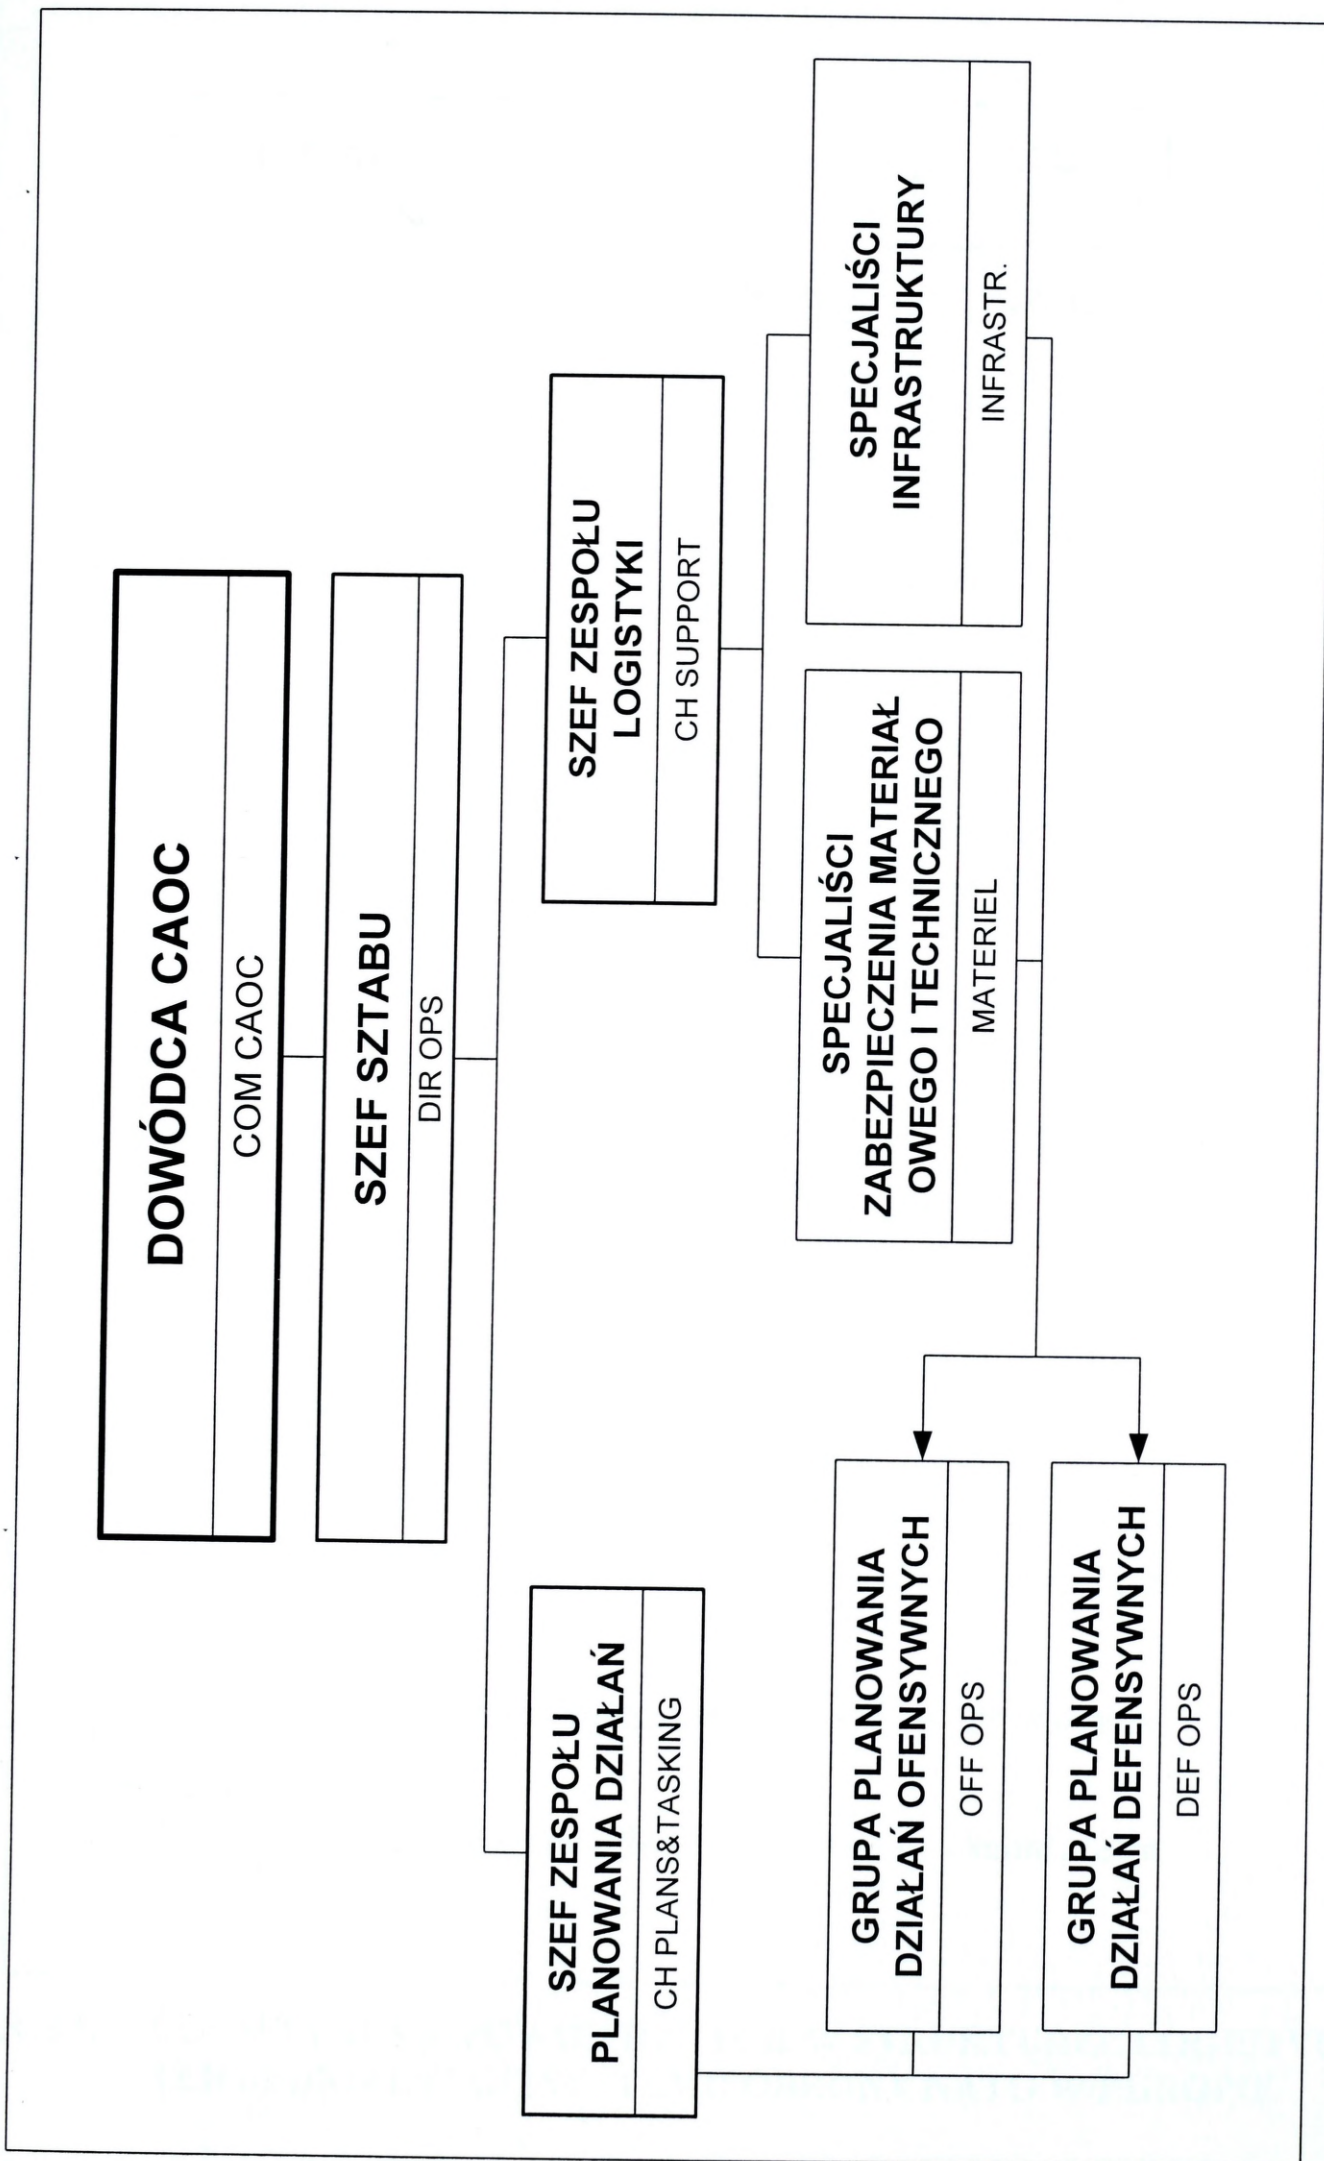 DOWÓDCA CAOC
COM CAOC
SZEF SZTABU
DIR OPS
SZEF ZESPOŁU
PLANOWANIA DZIAŁAŃ
CH PLANS&TASKING
SZEF ZESPOŁU
LOGISTYKI
CH SUPPORT
GRUPA PLANOWANIA
DZIAŁAŃ OFENSYWNYCH
OFF OPS
GRUPA PLANOWANIA
DZIAŁAŃ DEFENSYWNYCH
DEF OPS
SPECJALIŚCI
ZABEZPIECZENIA MATERIAŁ
OWEGO I TECHNICZNEGO
MATERIEL
SPECJALIŚCI
INFRASTRUKTURY
INFRASTR.